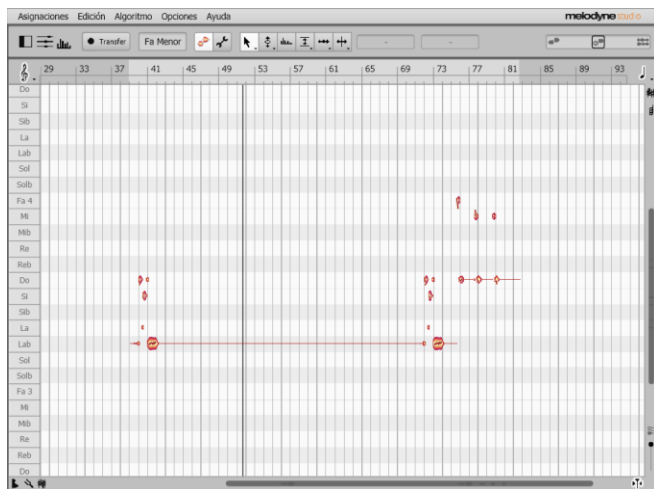 Asignaciones Edición Algoritmo Opciones Ayuda melodyne studio
Transfer Fa Menor - -
29 33 37 41 45 49 53 57 61 65 69 73 77 81 85 89 93
Do
Si
Sib
La
Lab
Sol
Solb
Fa 4
Mi
Mib
Re
Reb
Do
Si
Sib
La
Lab
Sol
Solb
Fa 3
Mi
Mib
Re
Reb
Do